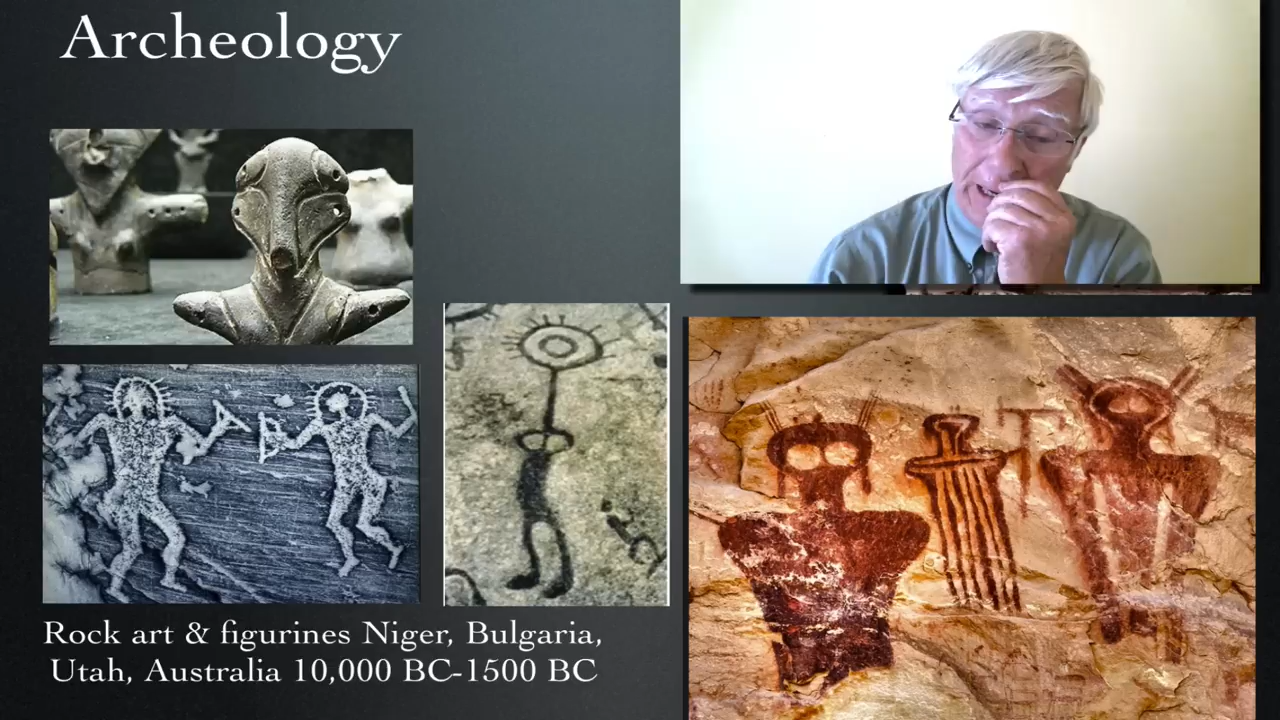 Archeology
Rock art & figurines Niger, Bulgaria,
Utah, Australia 10,000 BC-1500 BC